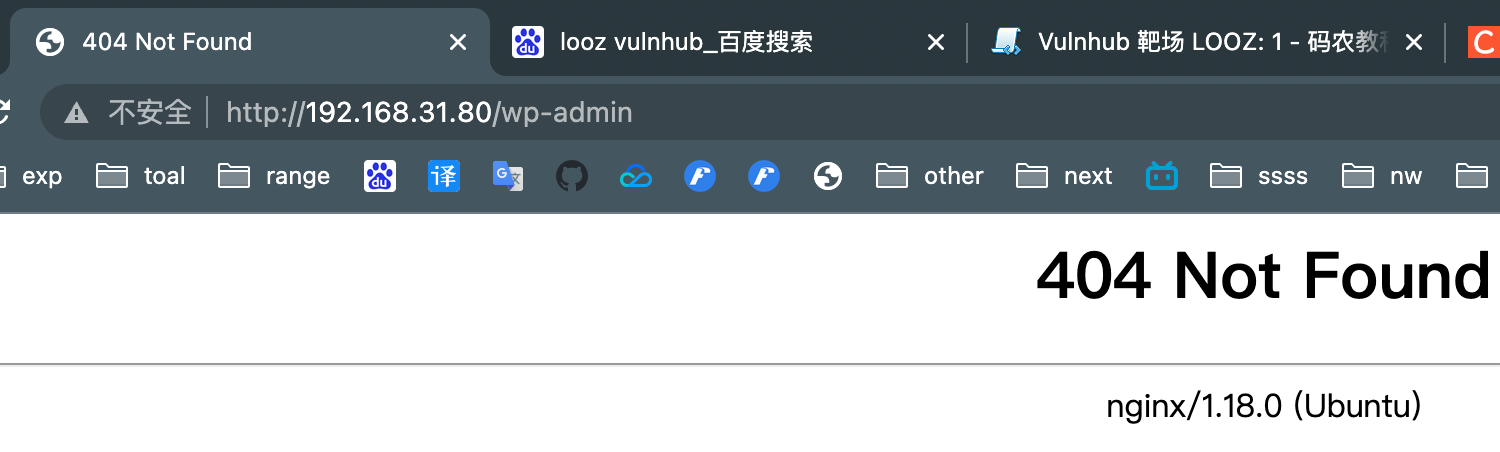 404 Not Found
looz vulnhub_百度搜索
Vulnhub 靶场 LOOZ: 1 - 码农教
不安全 http://192.168.31.80/wp-admin
exp toal range du 译 G 文 other next ssss nw
404 Not Found
nginx/1.18.0 (Ubuntu)